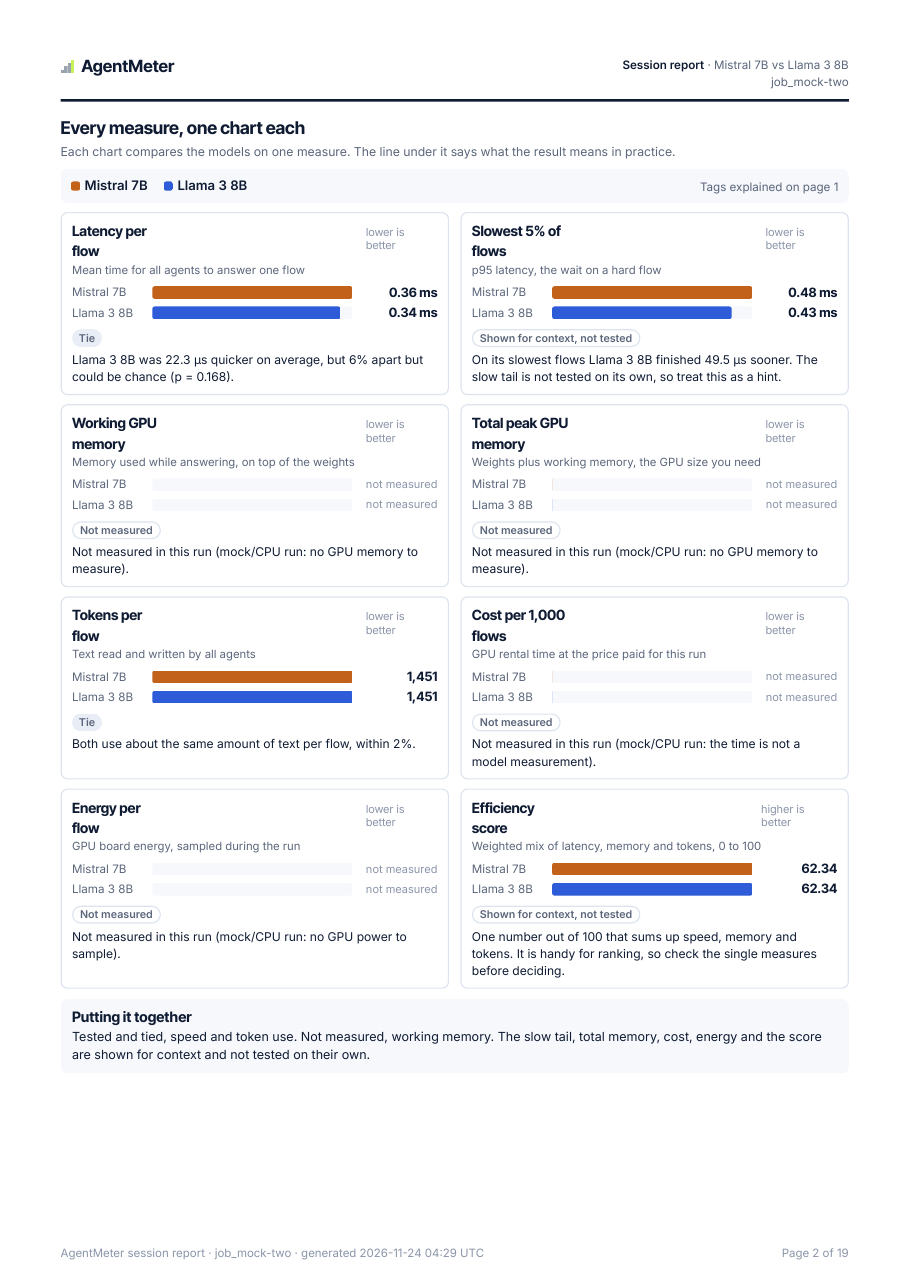 AgentMeter
Session report · Mistral 7B vs Llama 3 8B
job_mock-two
Every measure, one chart each
Each chart compares the models on one measure. The line under it says what the result means in practice.
Mistral 7B Llama 3 8B
Tags explained on page 1
Latency per
flow
lower is
better
Mean time for all agents to answer one flow
Mistral 7B 0.36 ms
Llama 3 8B 0.34 ms
Tie
Llama 3 8B was 22.3 µs quicker on average, but 6% apart but
could be chance (p = 0.168).
Slowest 5% of
flows
lower is
better
p95 latency, the wait on a hard flow
Mistral 7B 0.48 ms
Llama 3 8B 0.43 ms
Shown for context, not tested
On its slowest flows Llama 3 8B finished 49.5 µs sooner. The
slow tail is not tested on its own, so treat this as a hint.
Working GPU
memory
lower is
better
Memory used while answering, on top of the weights
Mistral 7B not measured
Llama 3 8B not measured
Not measured
Not measured in this run (mock/CPU run: no GPU memory to
measure).
Total peak GPU
memory
lower is
better
Weights plus working memory, the GPU size you need
Mistral 7B not measured
Llama 3 8B not measured
Not measured
Not measured in this run (mock/CPU run: no GPU memory to
measure).
Tokens per
flow
lower is
better
Text read and written by all agents
Mistral 7B 1,451
Llama 3 8B 1,451
Tie
Both use about the same amount of text per flow, within 2%.
Cost per 1,000
flows
lower is
better
GPU rental time at the price paid for this run
Mistral 7B not measured
Llama 3 8B not measured
Not measured
Not measured in this run (mock/CPU run: the time is not a
model measurement).
Energy per
flow
lower is
better
GPU board energy, sampled during the run
Mistral 7B not measured
Llama 3 8B not measured
Not measured
Not measured in this run (mock/CPU run: no GPU power to
sample).
Efficiency
score
higher is
better
Weighted mix of latency, memory and tokens, 0 to 100
Mistral 7B 62.34
Llama 3 8B 62.34
Shown for context, not tested
One number out of 100 that sums up speed, memory and
tokens. It is handy for ranking, so check the single measures
before deciding.
Putting it together
Tested and tied, speed and token use. Not measured, working memory. The slow tail, total memory, cost, energy and the score
are shown for context and not tested on their own.
AgentMeter session report · job_mock-two · generated 2026-11-24 04:29 UTC
Page 2 of 19